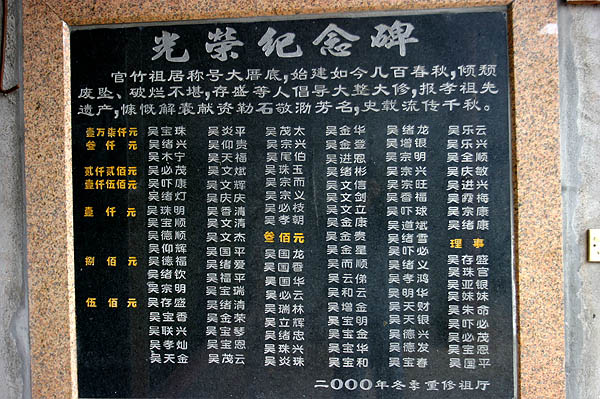 光榮纪念碑
官竹祖居称号大厝底,始建如今几百春秋,倾颓
废坠、破烂不堪,存盛等人倡导大整大修,报孝祖先
遗产,慷慨解囊献资勒石敬泐芳名,史载流传千秋。
壹万柒仟元 吴宝珠
叁仟元 吴绪兴
吴木宁
贰仟贰佰元 吴必茂
壹仟伍佰元 吴吓康
吴绪灯
壹仟元 吴珠明
吴宝顺
吴德顺
吴仰辉
捌佰元 吴德福
吴绪钦
吴宗明
伍佰元 吴存盛
吴宝兴
吴联兴
吴孝灿
吴天金
吴炎平
吴仰贵
吴天福
吴文斌
吴文辉
吴庆庆
吴香清
吴文清
吴文杰
吴国平
吴绪爱
吴福平
吴宝瑞
吴绪清
吴金荣
吴宝琴
吴金恩
吴茂云
吴茂太
吴宗兴
吴尾伯
吴珠玉
吴宗而
吴宗义
吴必枝
吴孝朝
叁佰元
吴国龙
吴国香
吴国华
吴必云
吴瑞林
吴立辉
吴绪忠
吴珠兴
吴炎珠
吴金华
吴金登
吴进恩
吴绪彬
吴文信
吴文剑
吴文立
吴金康
吴金贵
吴金星
吴而顺
吴云俤
吴和云
吴增金
吴宝明
吴金金
吴宝华
吴宝和
吴绪龙
吴增银
吴宗明
吴宗兴
吴宗旺
吴香福
吴吓球
吴道斌
吴绪雪
吴吓必
吴绪义
吴孝鸿
吴明华
吴天财
吴天银
吴德兴
吴德发
吴宝春
吴乐云
吴乐兴
吴全顺
吴庆敏
吴进兴
吴霞梅
吴绪康
吴宗康
理事
吴存盛
吴珠官
吴亚银
吴妹妹
吴朱命
吴吓必
吴必茂
吴宝恩
吴国平
二000年冬季重修祖厅